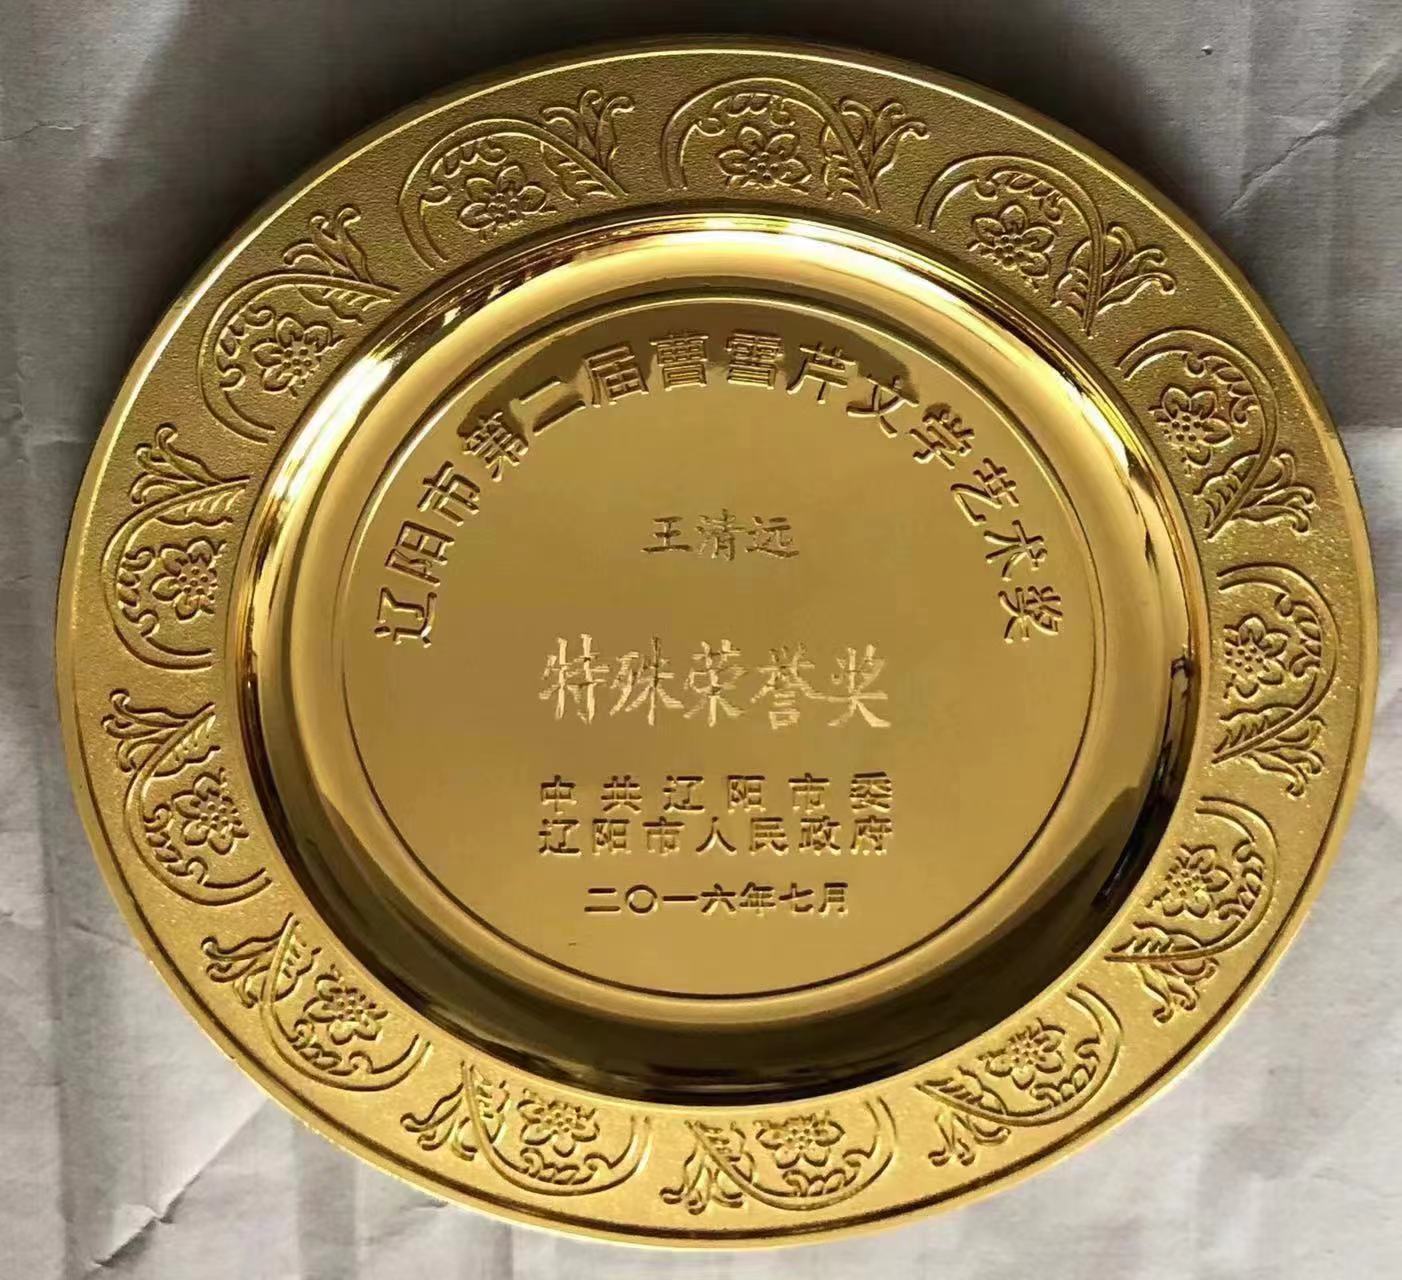 辽阳市第二届曹雪芹文学艺术奖
王清远
特殊荣誉奖
中共辽阳市委
辽阳市人民政府
二〇一六年七月